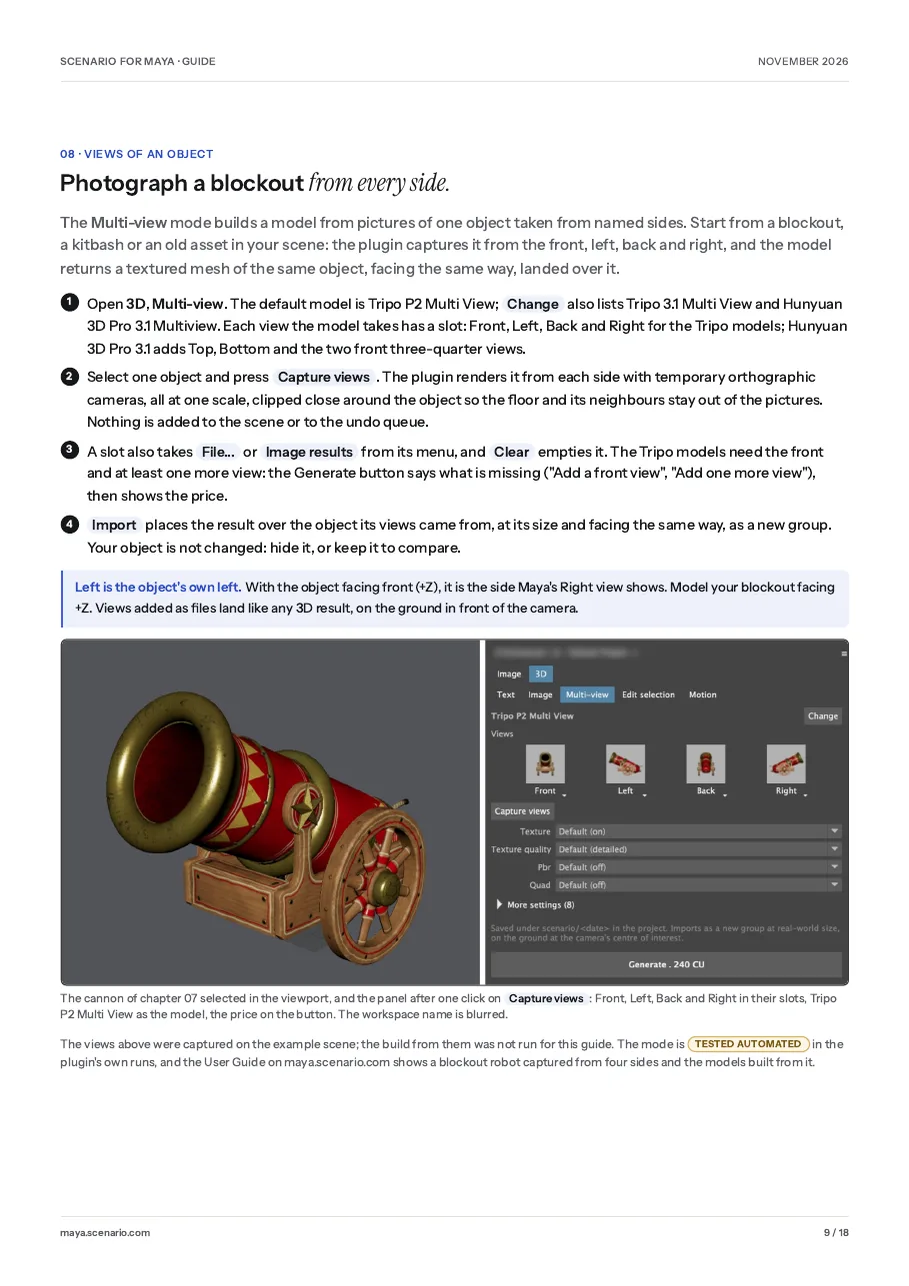 SCENARIO FOR MAYA · GUIDE
NOVEMBER 2026
08 · VIEWS OF AN OBJECT
Photograph a blockout from every side.
The Multi-view mode builds a model from pictures of one object taken from named sides. Start from a blockout,
a kitbash or an old asset in your scene: the plugin captures it from the front, left, back and right, and the model
returns a textured mesh of the same object, facing the same way, landed over it.
1 Open 3D, Multi-view. The default model is Tripo P2 Multi View; Change also lists Tripo 3.1 Multi View and Hunyuan
3D Pro 3.1 Multiview. Each view the model takes has a slot: Front, Left, Back and Right for the Tripo models; Hunyuan
3D Pro 3.1 adds Top, Bottom and the two front three-quarter views.
2 Select one object and press Capture views . The plugin renders it from each side with temporary orthographic
cameras, all at one scale, clipped close around the object so the floor and its neighbours stay out of the pictures.
Nothing is added to the scene or to the undo queue.
3 A slot also takes File... or Image results from its menu, and Clear empties it. The Tripo models need the front
and at least one more view: the Generate button says what is missing ("Add a front view", "Add one more view"),
then shows the price.
4 Import places the result over the object its views came from, at its size and facing the same way, as a new group.
Your object is not changed: hide it, or keep it to compare.
Left is the object's own left. With the object facing front (+Z), it is the side Maya's Right view shows. Model your blockout facing
+Z. Views added as files land like any 3D result, on the ground in front of the camera.
Image 3D
Text Image Multi-view Edit selection Motion
Tripo P2 Multi View Change
Views
Front Left Back Right
Capture views
Texture Default (on)
Texture quality Default (detailed)
Pbr Default (off)
Quad Default (off)
More settings (8)
Saved under scenario/<date> in the project. Imports as a new group at real-world size,
on the ground at the camera's centre of interest.
Generate . 240 CU
The cannon of chapter 07 selected in the viewport, and the panel after one click on Capture views : Front, Left, Back and Right in their slots, Tripo
P2 Multi View as the model, the price on the button. The workspace name is blurred.
The views above were captured on the example scene; the build from them was not run for this guide. The mode is TESTED AUTOMATED in the
plugin's own runs, and the User Guide on maya.scenario.com shows a blockout robot captured from four sides and the models built from it.
maya.scenario.com
9 / 18